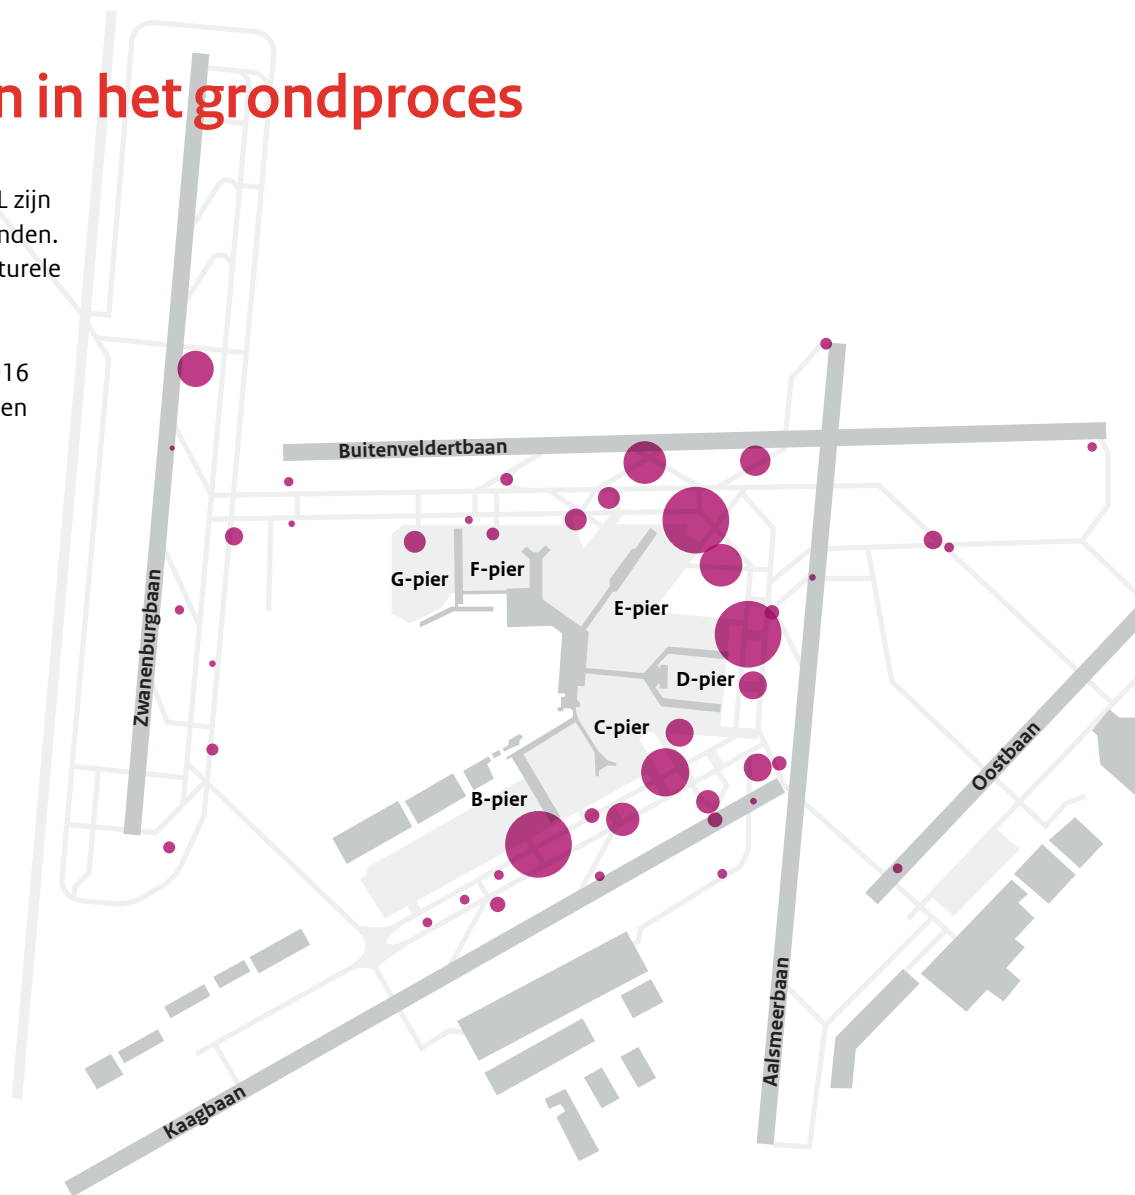 n in het grondproces
L zijn
nden.
turele
16
en
Buitenveldertbaan
G-pier
F-pier
E-pier
D-pier
C-pier
B-pier
Zwanenburgbaan
Oostbaan
Aalsmeerbaan
Kaagbaan